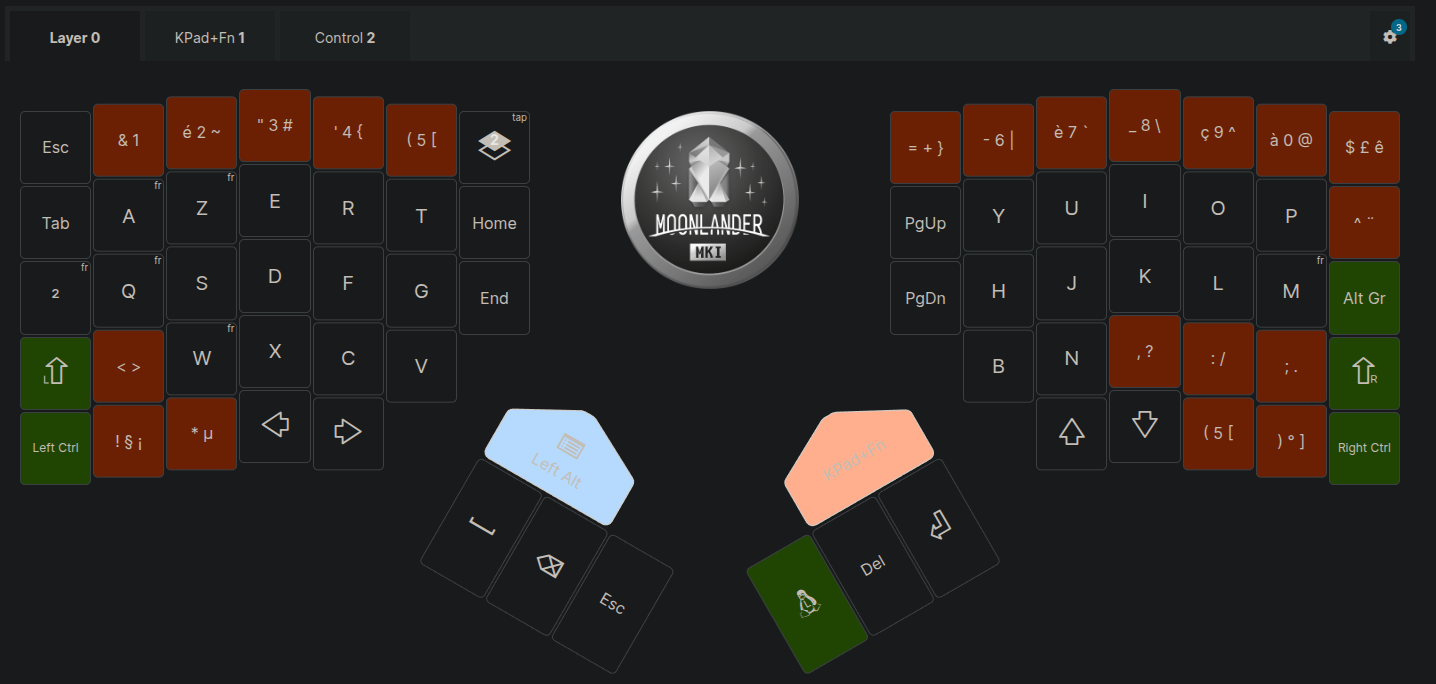 Layer 0 KPad+Fn 1 Control 2 3
Esc & 1 é 2 ~ " 3 # ' 4 { ( 5 [ 2 tap = + } - 6 | è 7 ` _ 8 \ ç 9 ^ à 0 @ $ £ ê
Tab A fr Z fr E R T Home PgUp Y U I O P ^ ¨
² fr Q fr S D F G End PgDn H J K L M fr Alt Gr
L < > W fr X C V B N , ? : / ; . R
Left Ctrl ! § ¡ * µ ( 5 [ ) ° ] Right Ctrl
MOONLANDER
MKI
Left Alt KPad+Fn
Esc L Del